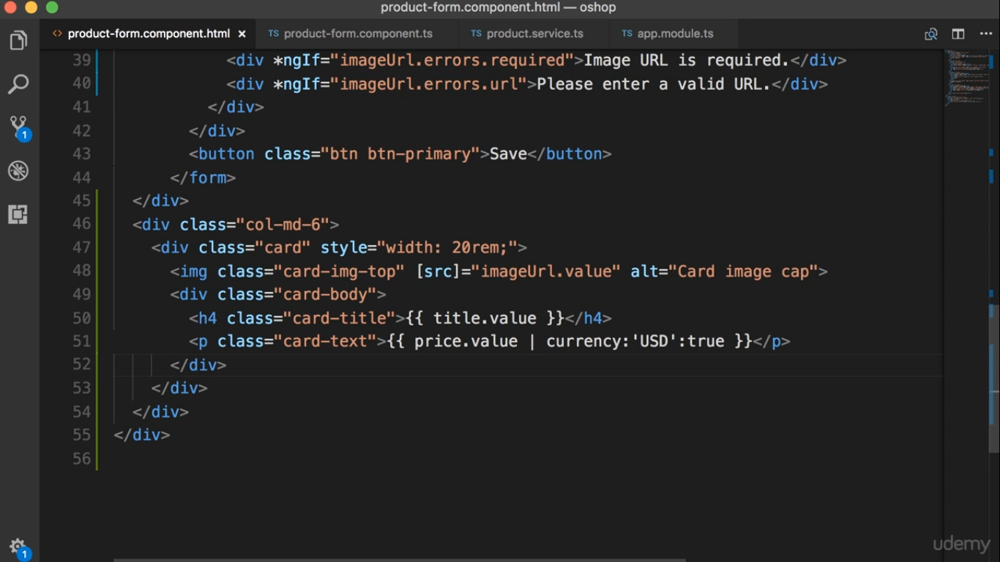 product-form.component.html — oshop
<> product-form.component.html × TS product-form.component.ts TS product.service.ts TS app.module.ts
39 <div *ngIf="imageUrl.errors.required">Image URL is required.</div>
40 <div *ngIf="imageUrl.errors.url">Please enter a valid URL.</div>
41 </div>
42 </div>
43 <button class="btn btn-primary">Save</button>
44 </form>
45 </div>
46 <div class="col-md-6">
47 <div class="card" style="width: 20rem;">
48 <img class="card-img-top" [src]="imageUrl.value" alt="Card image cap">
49 <div class="card-body">
50 <h4 class="card-title">{{ title.value }}</h4>
51 <p class="card-text">{{ price.value | currency:'USD':true }}</p>
52 </div>
53 </div>
54 </div>
55 </div>
56
1
1
udemy